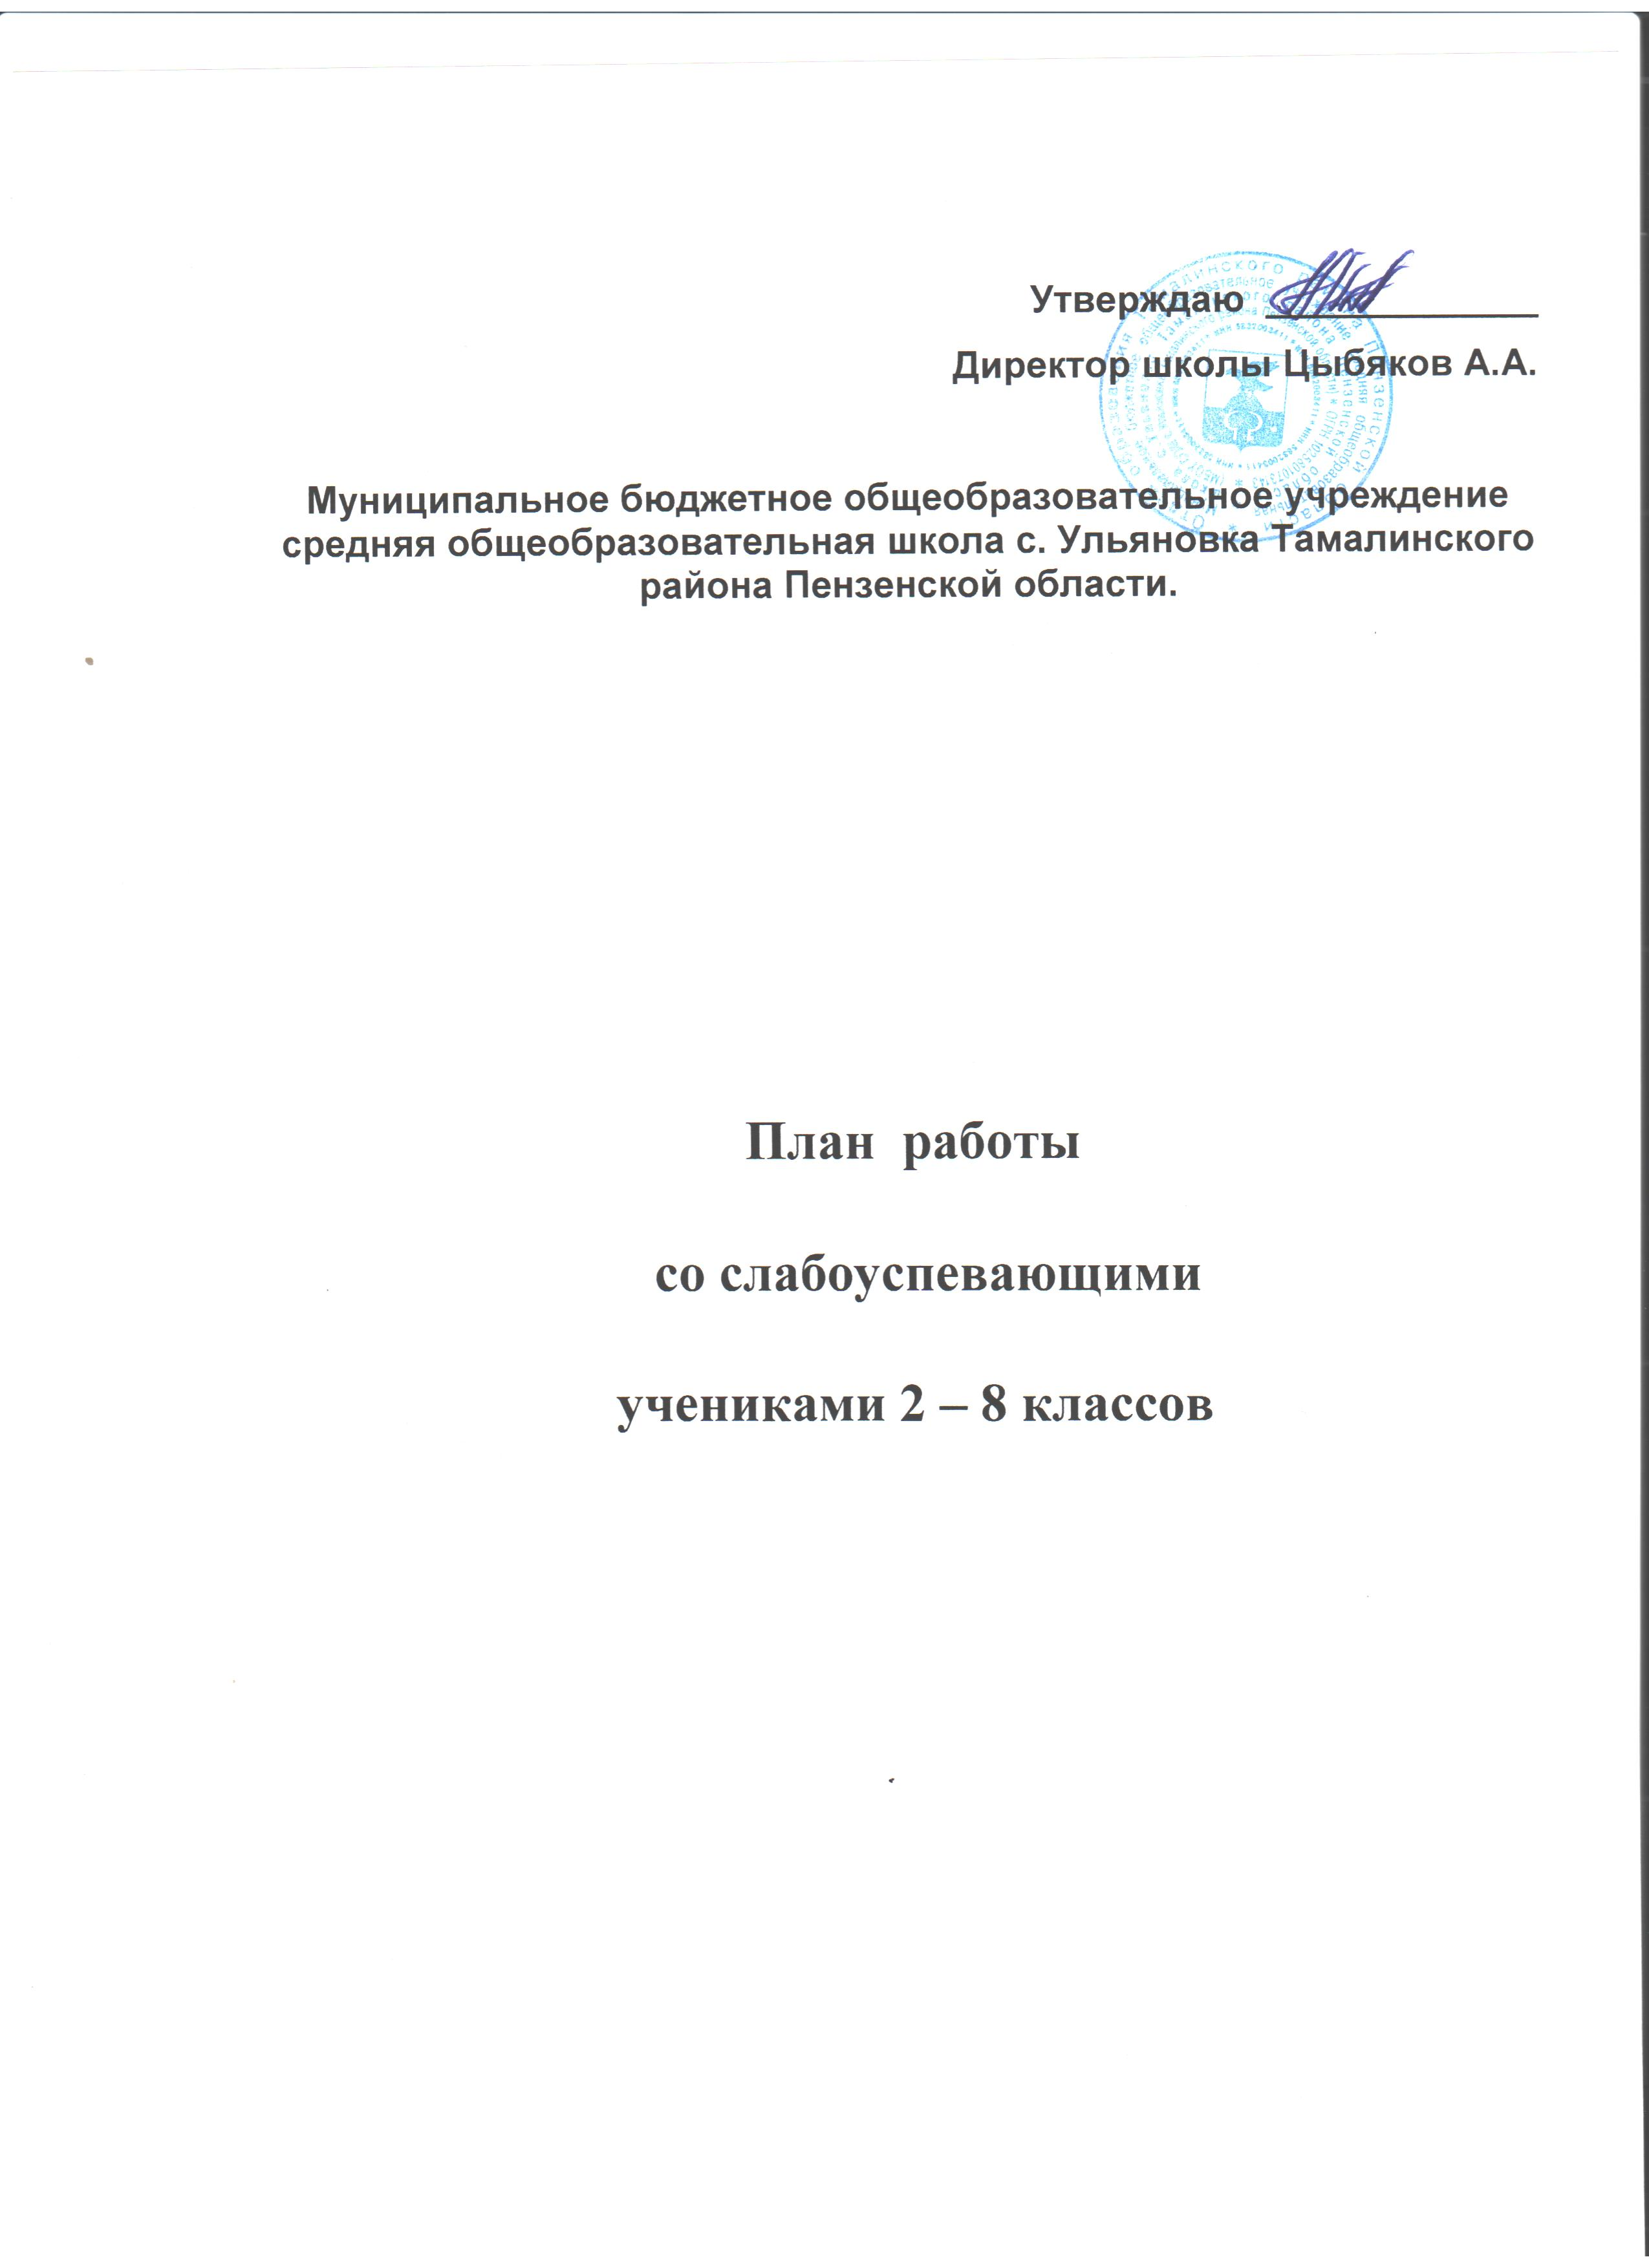 Утверждаю
Директор школы Цыбяков А.А.
Муниципальное бюджетное общеобразовательное учреждение
средняя общеобразовательная школа с. Ульяновка Тамалинского
района Пензенской области.
План работы
со слабоуспевающими
учениками 2 – 8 классов